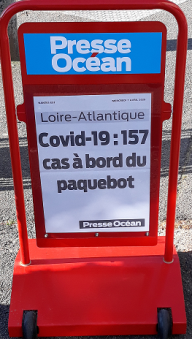 Presse
Océan
Loire-Atlantique
Covid-19 : 157
cas à bord du
paquebot
Presse Océan